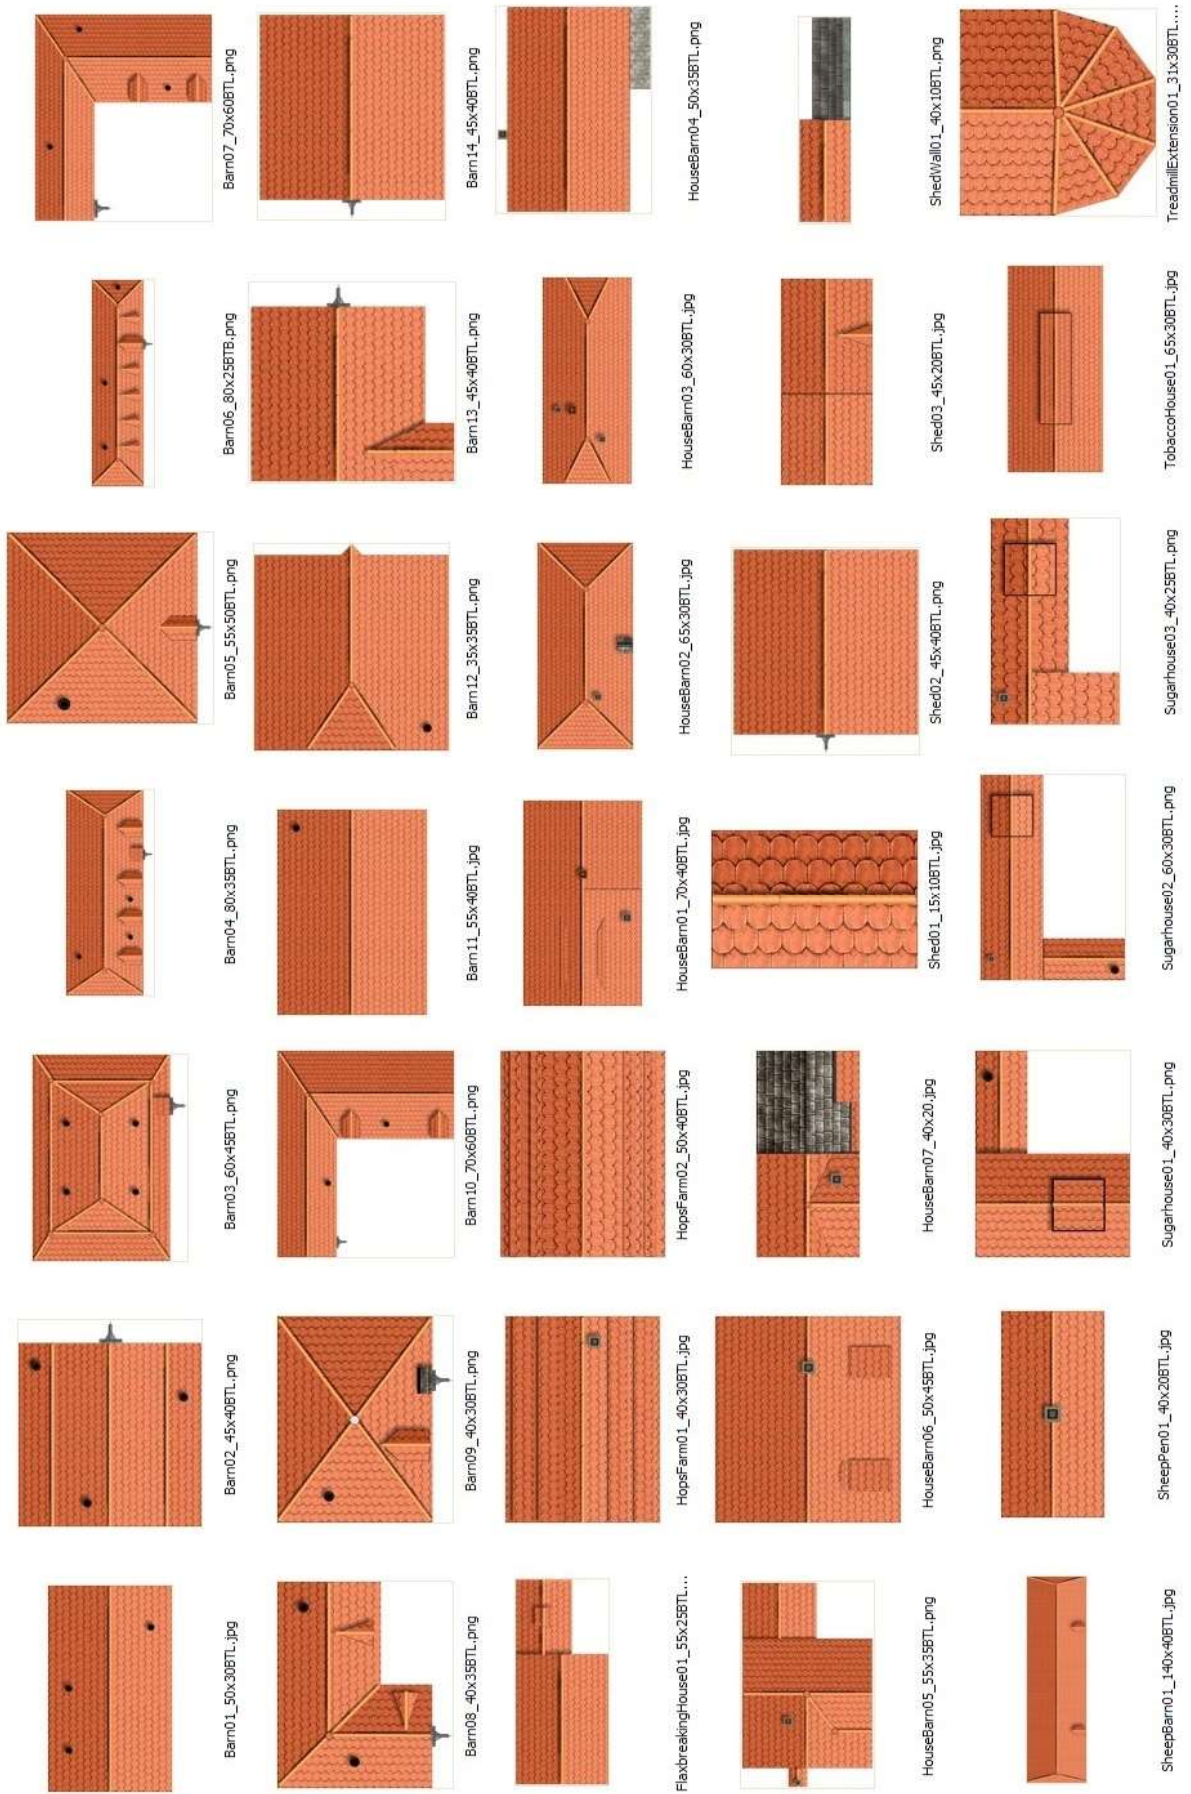 Barn01_50x30BTL.jpg
Barn02_45x40BTL.png
Barn03_60x45BTL.png
Barn04_80x35BTL.png
Barn05_55x50BTL.png
Barn06_80x25BTB.png
Barn07_70x60BTL.png
Barn08_40x35BTL.png
Barn09_40x30BTL.png
Barn10_70x60BTL.png
Barn11_55x40BTL.jpg
Barn12_35x35BTL.png
Barn13_45x40BTL.png
Barn14_45x40BTL.png
FlaxbreakingHouse01_55x25BTL...
HopsFarm01_40x30BTL.jpg
HopsFarm02_50x40BTL.jpg
HouseBarn01_70x40BTL.jpg
HouseBarn02_65x30BTL.jpg
HouseBarn03_60x30BTL.jpg
HouseBarn04_50x35BTL.png
HouseBarn05_55x35BTL.png
HouseBarn06_50x45BTL.jpg
HouseBarn07_40x20.jpg
Shed01_15x10BTL.jpg
Shed02_45x40BTL.png
Shed03_45x20BTL.jpg
ShedWall01_40x10BTL.png
SheepBarn01_140x40BTL.jpg
SheepPen01_40x20BTL.jpg
Sugarhouse01_40x30BTL.png
Sugarhouse02_60x30BTL.png
Sugarhouse03_40x25BTL.png
TobaccoHouse01_65x30BTL.jpg
TreadmillExtension01_31x30BTL....